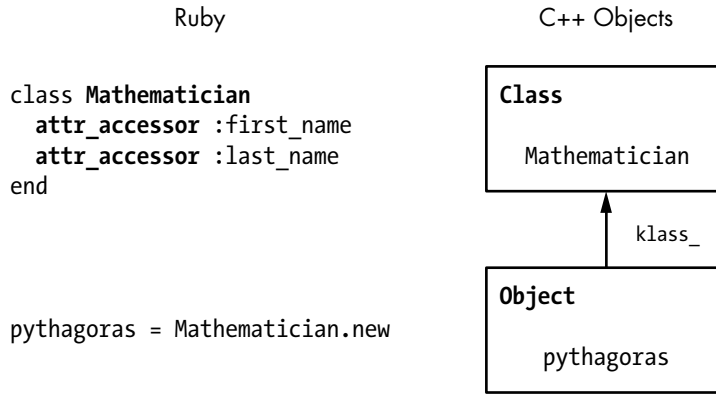 Ruby
C++ Objects
class Mathematician
  attr_accessor :first_name
  attr_accessor :last_name
end
Class
Mathematician
klass_
pythagoras = Mathematician.new
Object
pythagoras